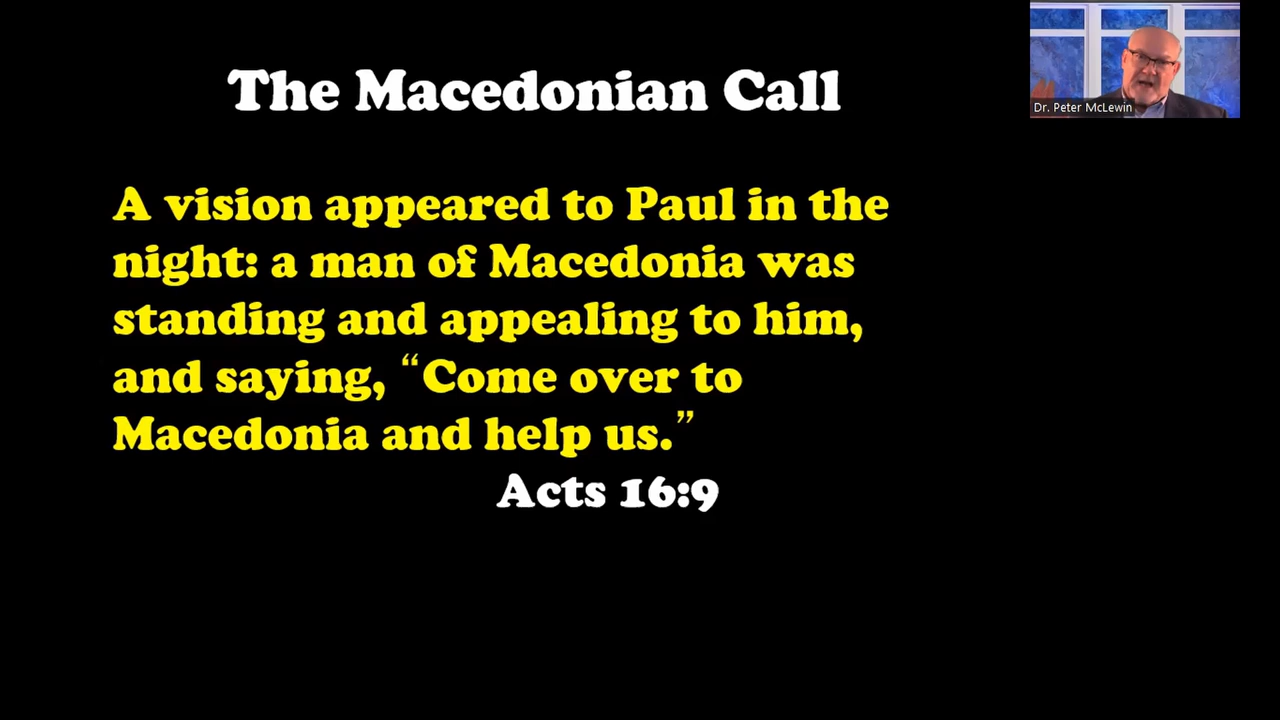 The Macedonian Call
Dr. Peter McLewin
A vision appeared to Paul in the
night: a man of Macedonia was
standing and appealing to him,
and saying, “Come over to
Macedonia and help us.”
Acts 16:9